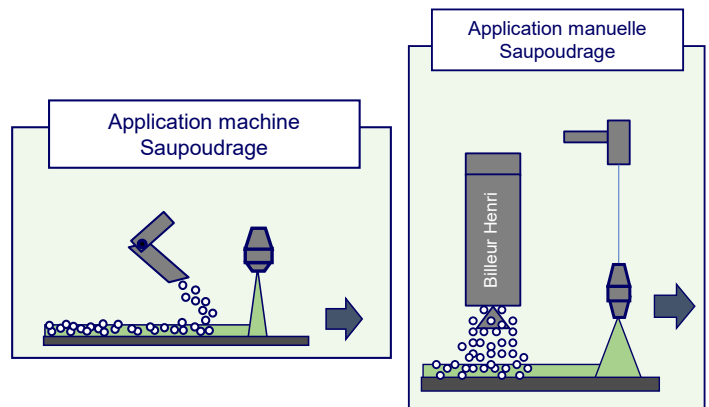 Application machine
Saupoudrage
Application manuelle
Saupoudrage
Billeur Henri